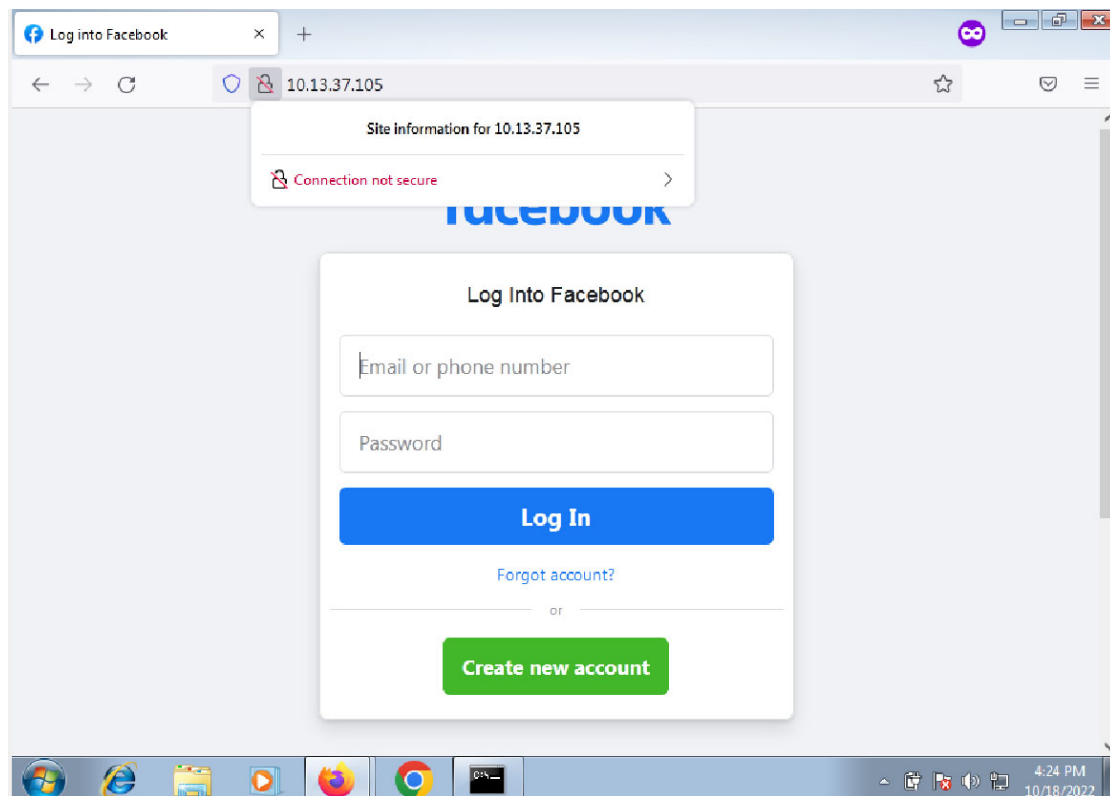 Log into Facebook
10.13.37.105
Site information for 10.13.37.105
Connection not secure
facebook
Log Into Facebook
Email or phone number
Password
Log In
Forgot account?
or
Create new account
C:\_
4:24 PM
10/18/2022